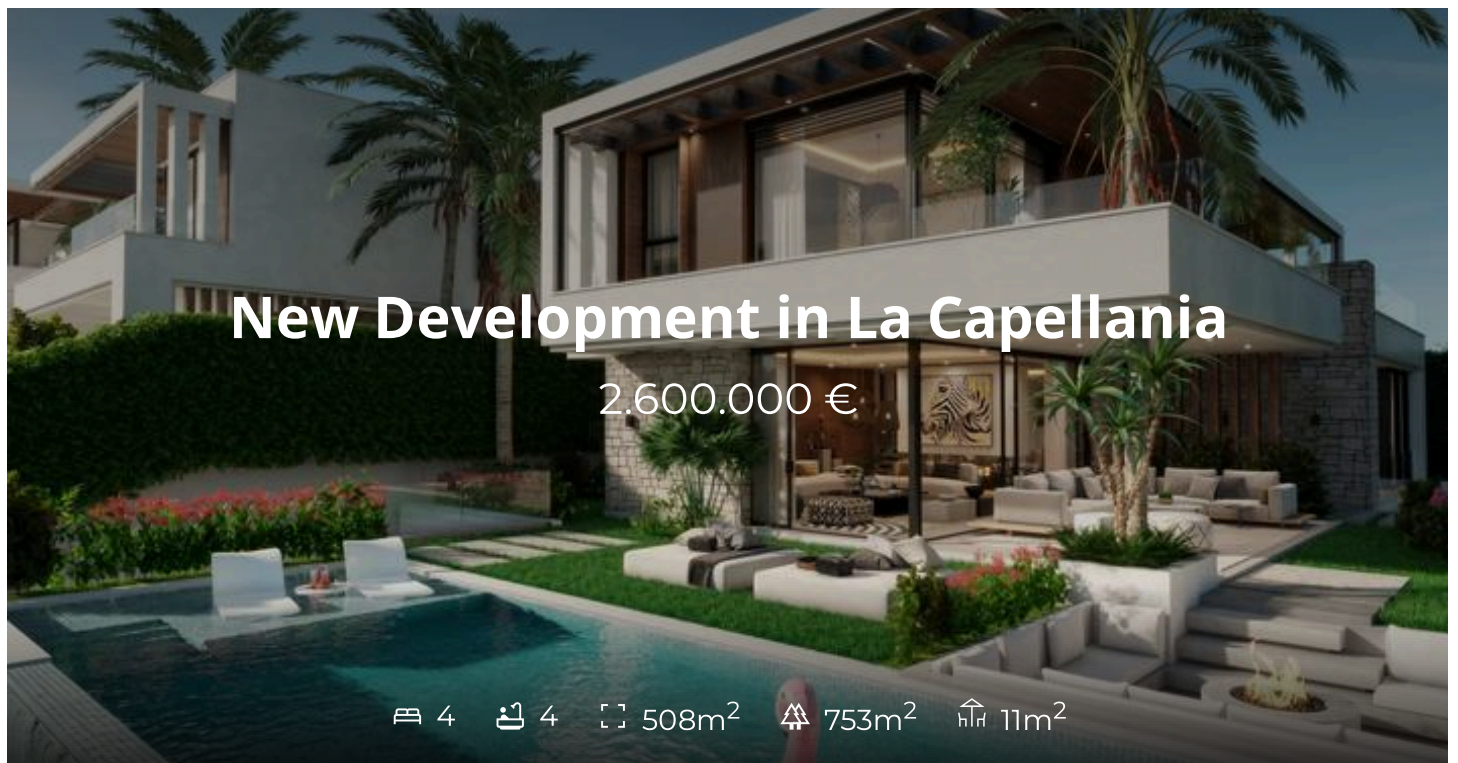 New Development in La Capellania
2.600.000 €
4 4 508m² 753m² 11m²